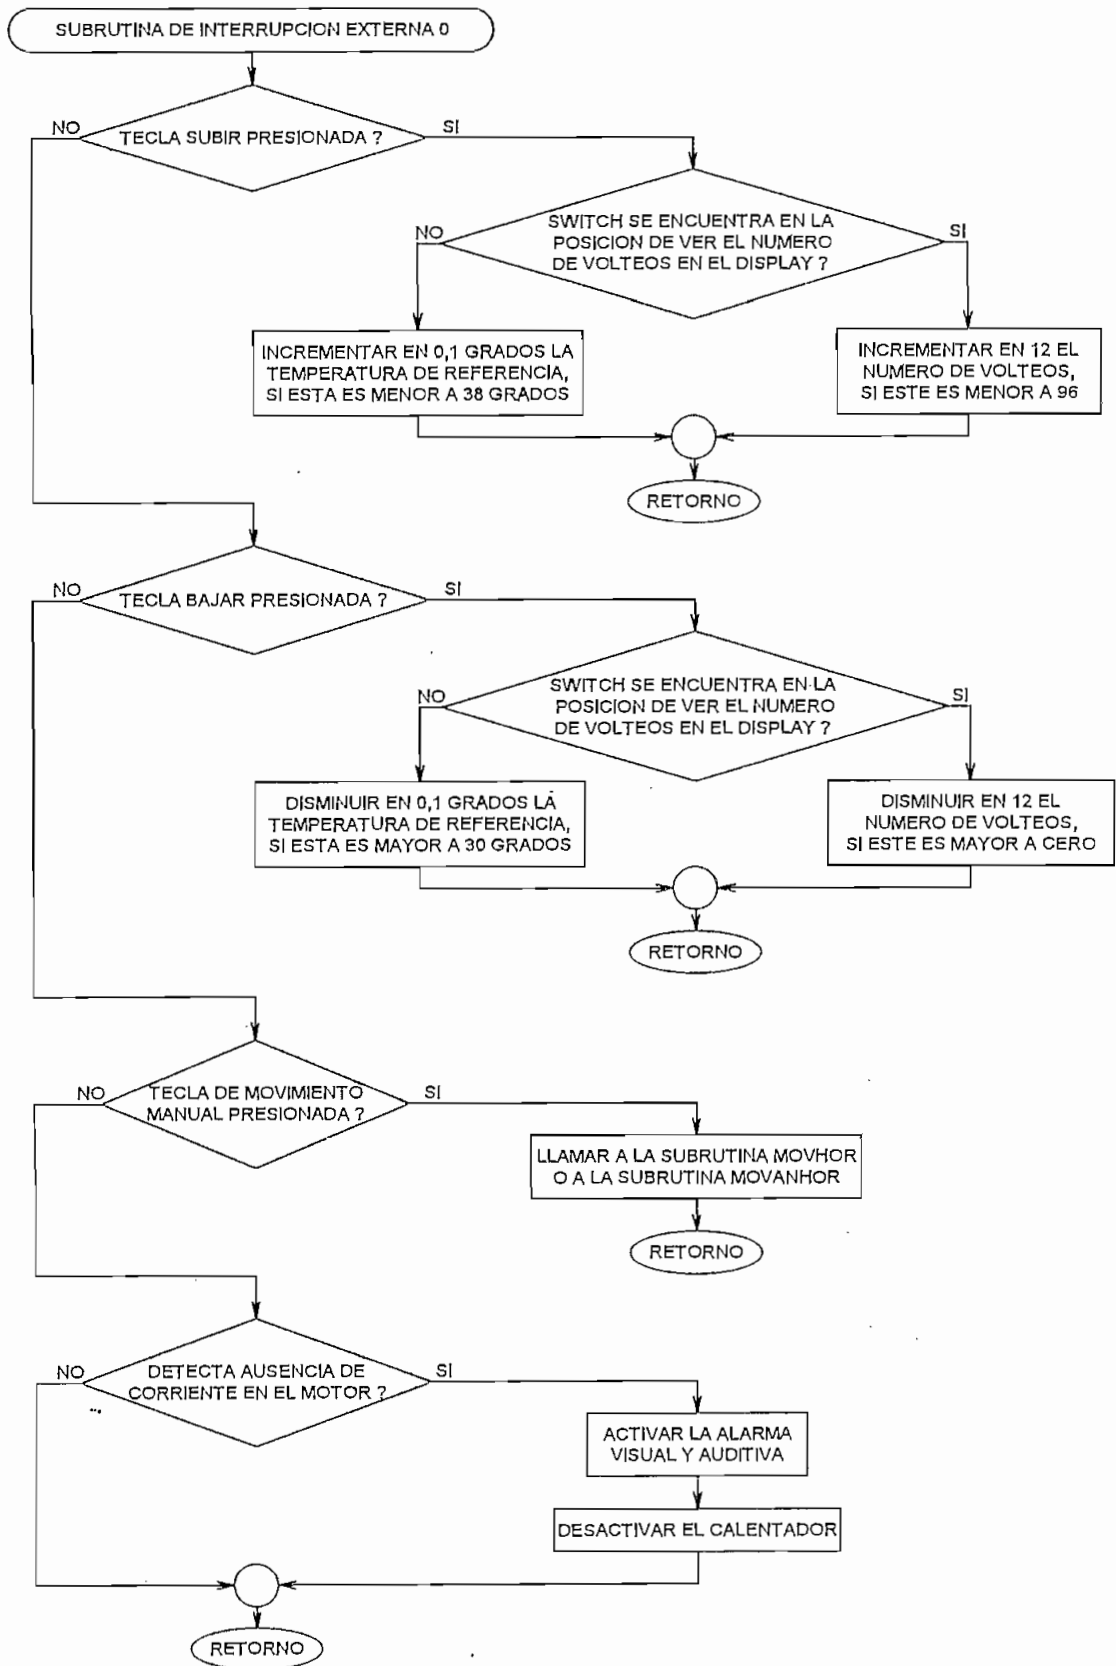 SUBRUTINA DE INTERRUPCION EXTERNA 0
NO
TECLA SUBIR PRESIONADA ?
SI
NO
SWITCH SE ENCUENTRA EN LA
POSICION DE VER EL NUMERO
DE VOLTEOS EN EL DISPLAY ?
SI
INCREMENTAR EN 0,1 GRADOS LA
TEMPERATURA DE REFERENCIA,
SI ESTA ES MENOR A 38 GRADOS
INCREMENTAR EN 12 EL
NUMERO DE VOLTEOS,
SI ESTE ES MENOR A 96
RETORNO
NO
TECLA BAJAR PRESIONADA ?
SI
NO
SWITCH SE ENCUENTRA EN LA
POSICION DE VER EL NUMERO
DE VOLTEOS EN EL DISPLAY ?
SI
DISMINUIR EN 0,1 GRADOS LA
TEMPERATURA DE REFERENCIA,
SI ESTA ES MAYOR A 30 GRADOS
DISMINUIR EN 12 EL
NUMERO DE VOLTEOS,
SI ESTE ES MAYOR A CERO
RETORNO
NO
TECLA DE MOVIMIENTO
MANUAL PRESIONADA ?
SI
LLAMAR A LA SUBRUTINA MOVHOR
O A LA SUBRUTINA MOVANHOR
RETORNO
NO
DETECTA AUSENCIA DE
CORRIENTE EN EL MOTOR ?
SI
ACTIVAR LA ALARMA
VISUAL Y AUDITIVA
DESACTIVAR EL CALENTADOR
RETORNO